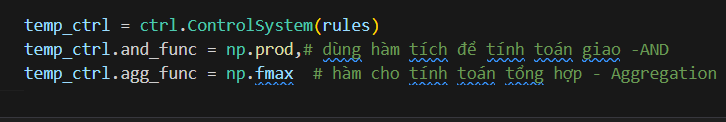 temp_ctrl = ctrl.ControlSystem(rules)
temp_ctrl.and_func = np.prod,# dùng hàm tích để tính toán giao -AND
temp_ctrl.agg_func = np.fmax  # hàm cho tính toán tổng hợp - Aggregation